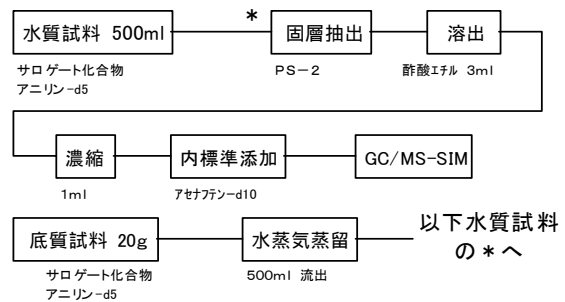 *
水質試料 500ml
固層抽出
溶出
サロゲート化合物
アニリン-d5
PS-2
酢酸エチル 3ml
濃縮
内標準添加
GC/MS-SIM
1ml
アセナフテン-d10
底質試料 20g
水蒸気蒸留
以下水質試料
の*へ
サロゲート化合物
アニリン-d5
500ml 流出